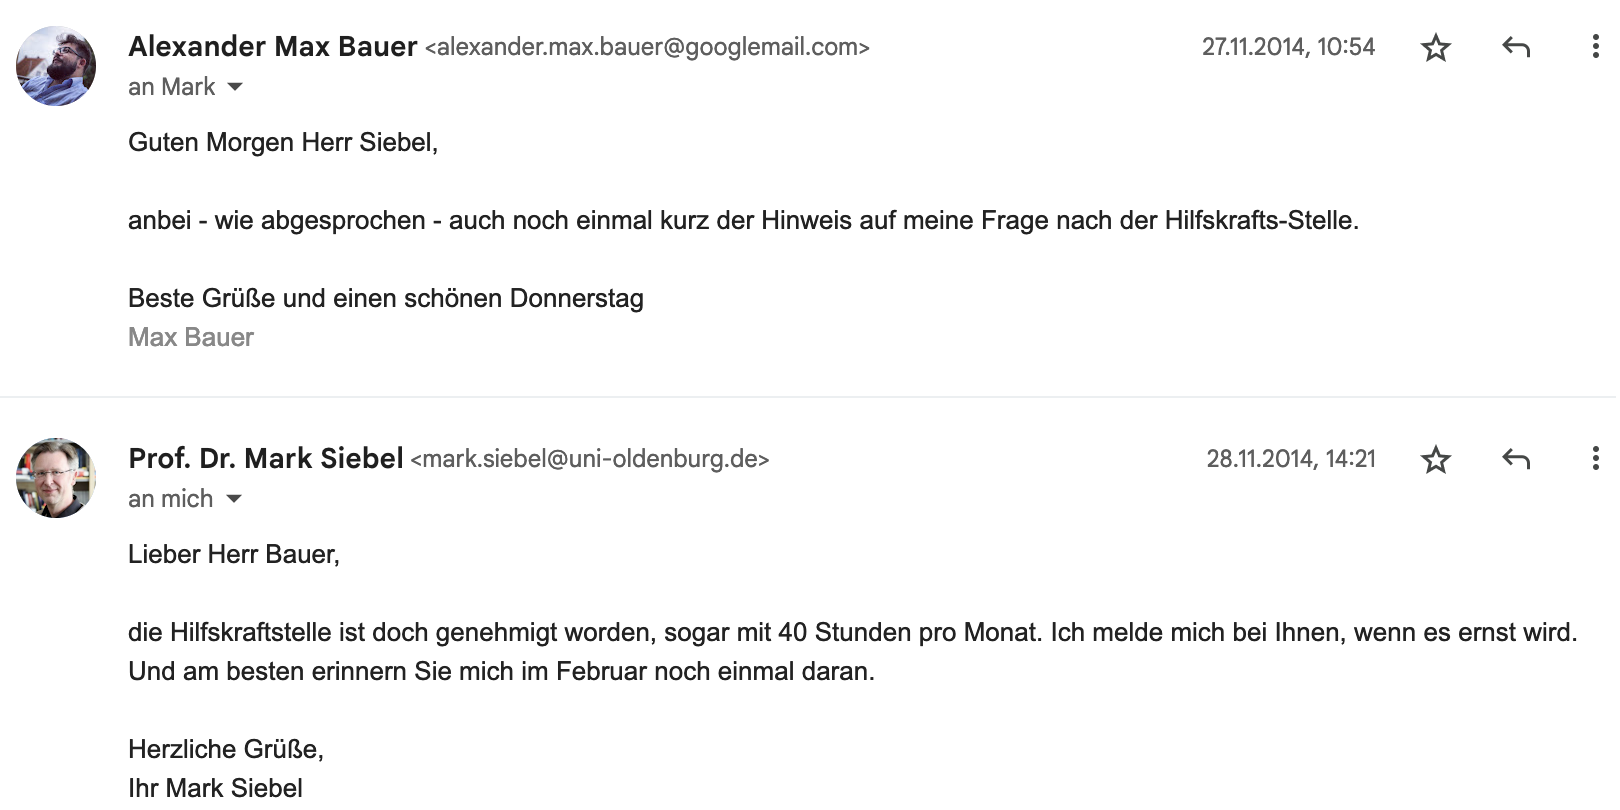 Alexander Max Bauer <alexander.max.bauer@googlemail.com> 27.11.2014, 10:54
an Mark
Guten Morgen Herr Siebel,
anbei - wie abgesprochen - auch noch einmal kurz der Hinweis auf meine Frage nach der Hilfskrafts-Stelle.
Beste Grüße und einen schönen Donnerstag
Max Bauer
Prof. Dr. Mark Siebel <mark.siebel@uni-oldenburg.de> 28.11.2014, 14:21
an mich
Lieber Herr Bauer,
die Hilfskraftstelle ist doch genehmigt worden, sogar mit 40 Stunden pro Monat. Ich melde mich bei Ihnen, wenn es ernst wird.
Und am besten erinnern Sie mich im Februar noch einmal daran.
Herzliche Grüße,
Ihr Mark Siebel